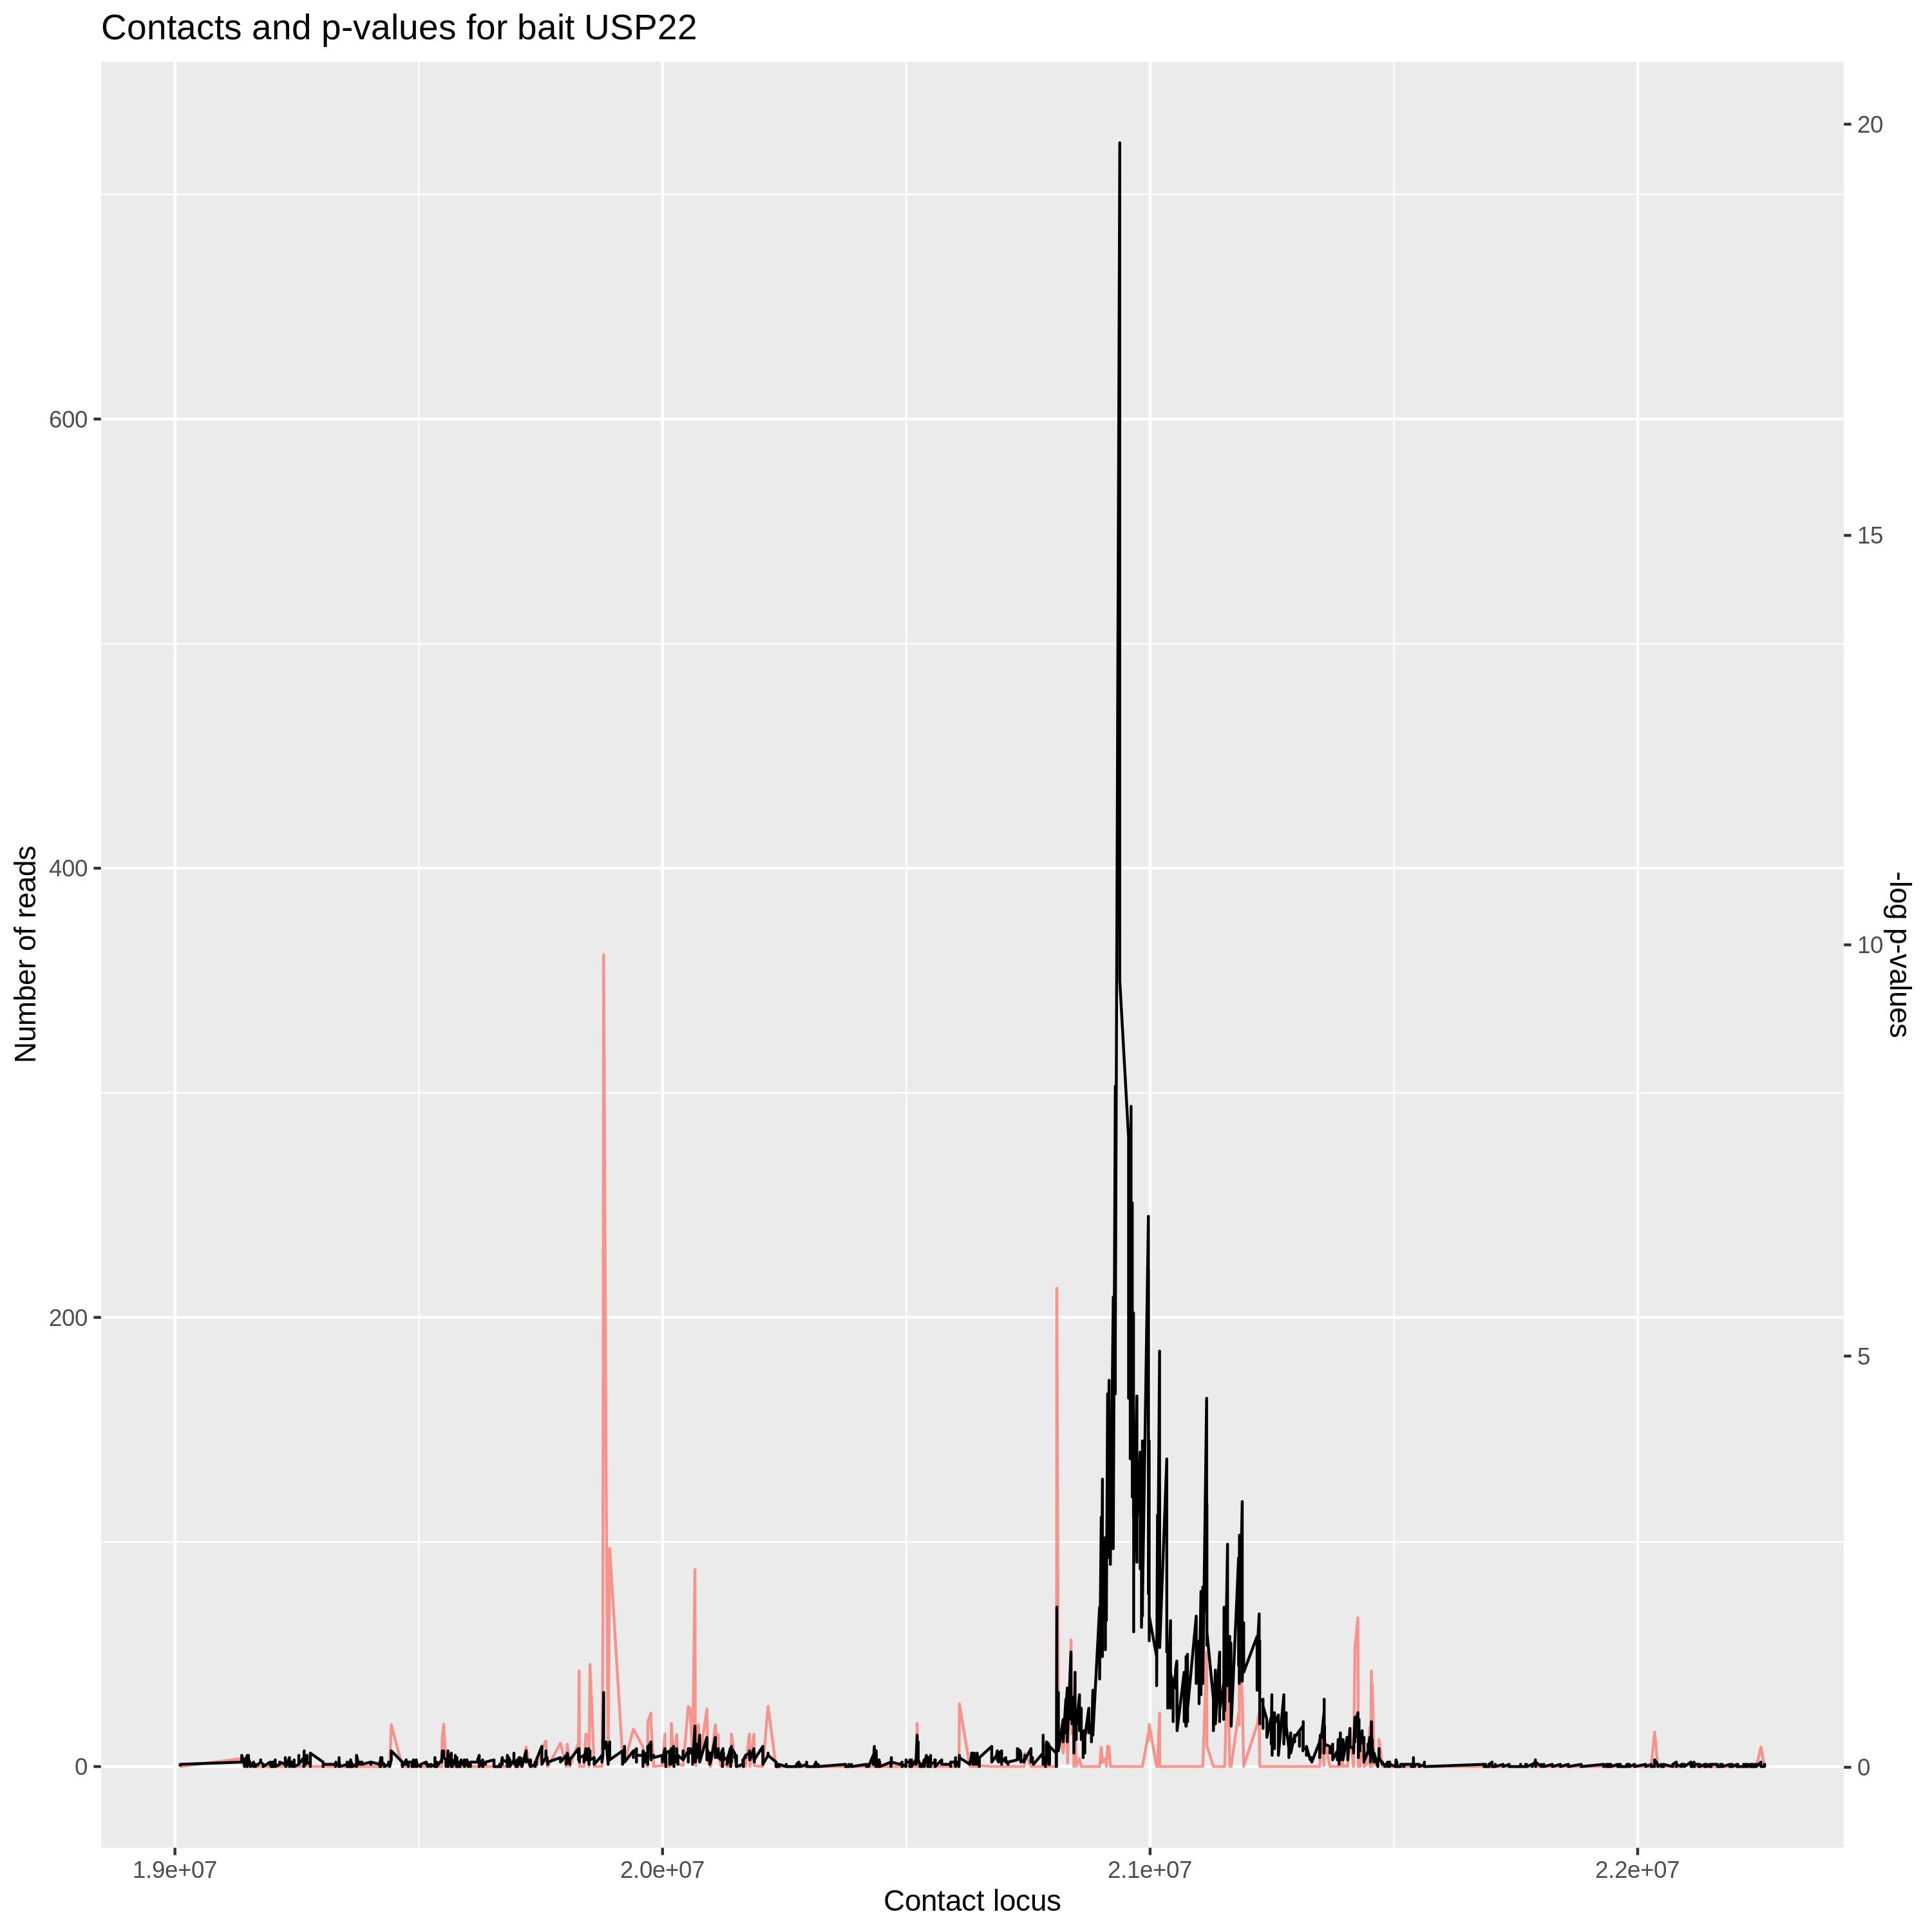 Contacts and p-values for bait USP22
20
600
15
400
10
Number of reads
-log p-values
200
5
0
0
1.9e+07
2.0e+07
2.1e+07
2.2e+07
Contact locus